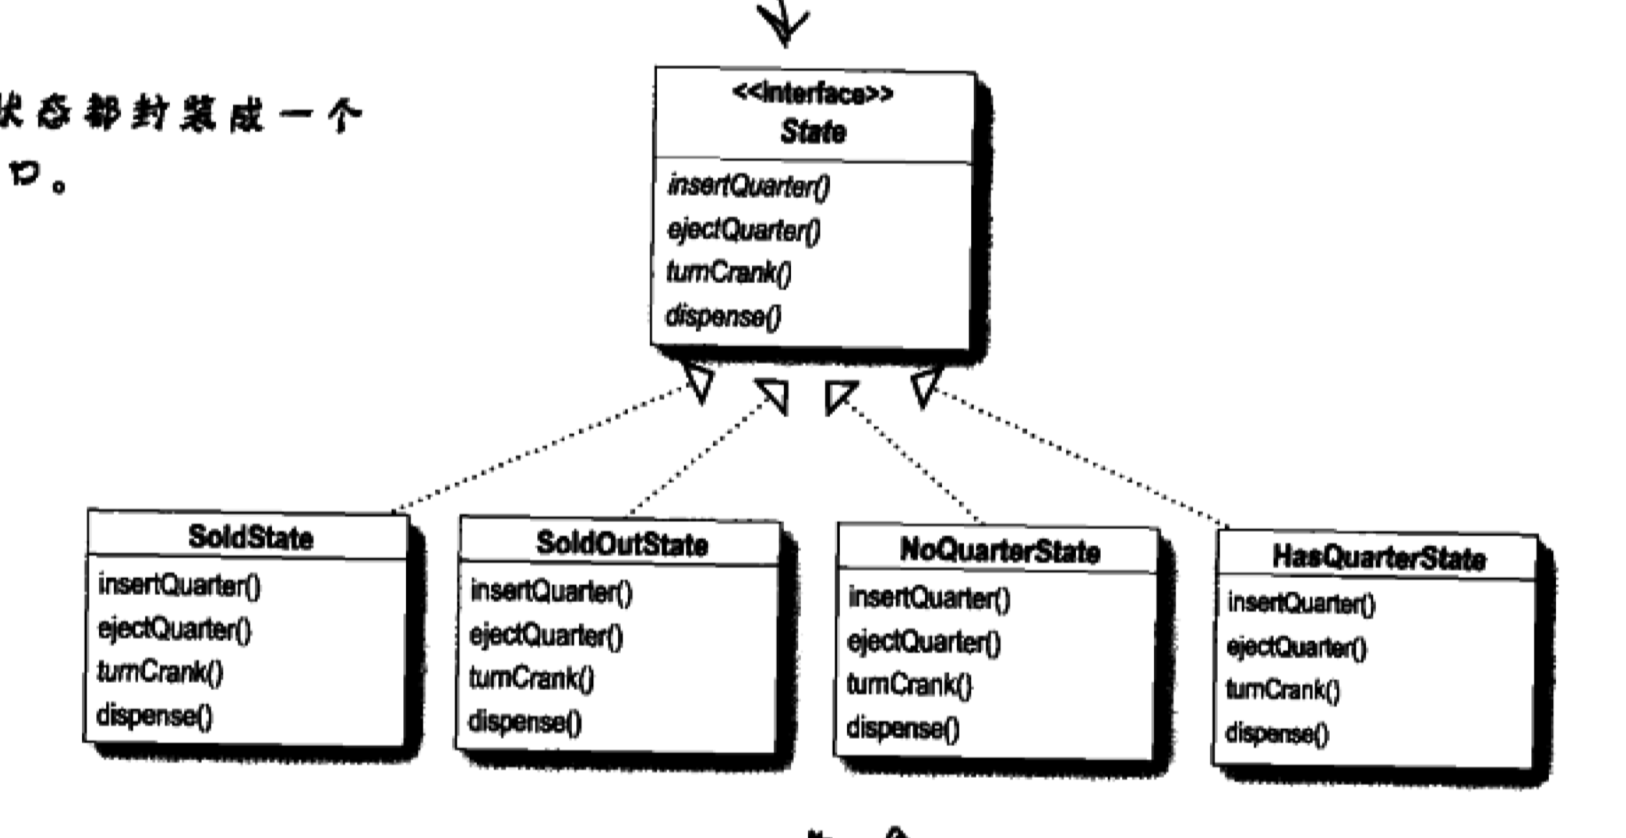 状态都封装成一个
口。
<<interface>>
State
insertQuarter()
ejectQuarter()
turnCrank()
dispense()
SoldState
insertQuarter()
ejectQuarter()
turnCrank()
dispense()
SoldOutState
insertQuarter()
ejectQuarter()
turnCrank()
dispense()
NoQuarterState
insertQuarter()
ejectQuarter()
turnCrank()
dispense()
HasQuarterState
insertQuarter()
ejectQuarter()
turnCrank()
dispense()